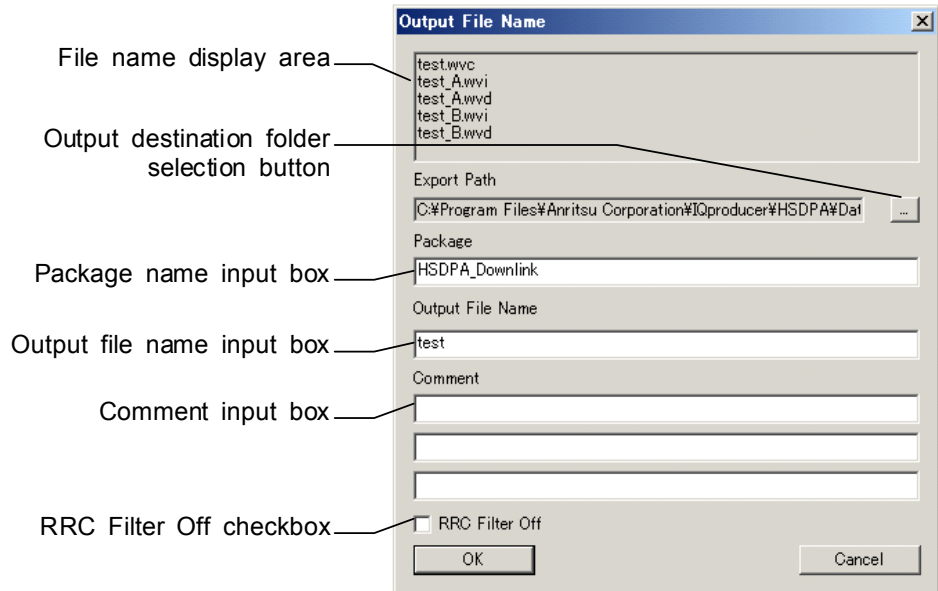 Output File Name
File name display area
test.wvc
test_A.wvi
test_A.wvd
test_B.wvi
test_B.wvd
Output destination folder
selection button
Export Path
C:¥Program Files¥Anritsu Corporation¥IQproducer¥HSDPA¥Dat
...
Package
Package name input box
HSDPA_Downlink
Output File Name
Output file name input box
test
Comment
Comment input box
RRC Filter Off checkbox
RRC Filter Off
OK
Cancel